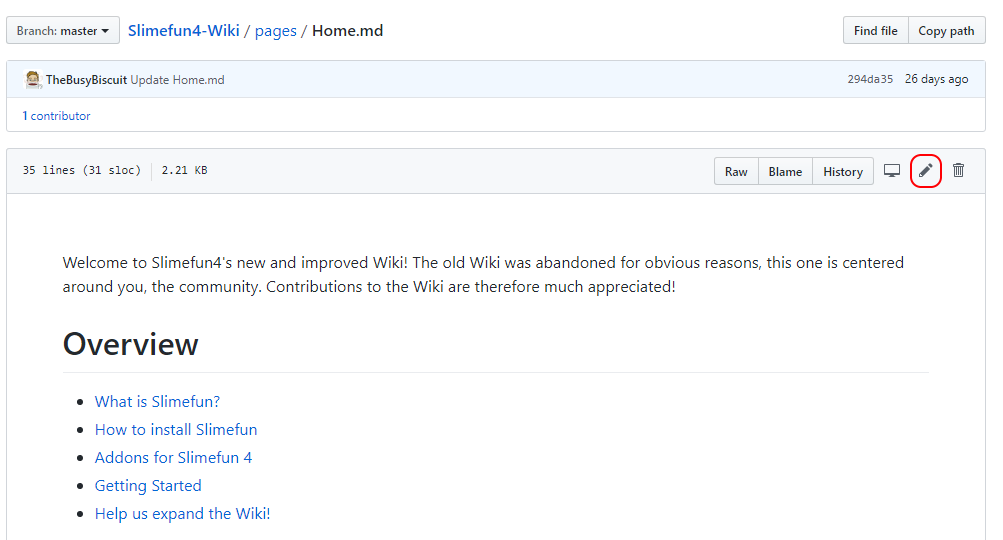 Branch: master
Slimefun4-Wiki / pages / Home.md
Find file
Copy path
TheBusyBiscuit Update Home.md
294da35 26 days ago
1 contributor
35 lines (31 sloc)
2.21 KB
Raw
Blame
History
Welcome to Slimefun4's new and improved Wiki! The old Wiki was abandoned for obvious reasons, this one is centered
around you, the community. Contributions to the Wiki are therefore much appreciated!
Overview
What is Slimefun?
How to install Slimefun
Addons for Slimefun 4
Getting Started
Help us expand the Wiki!